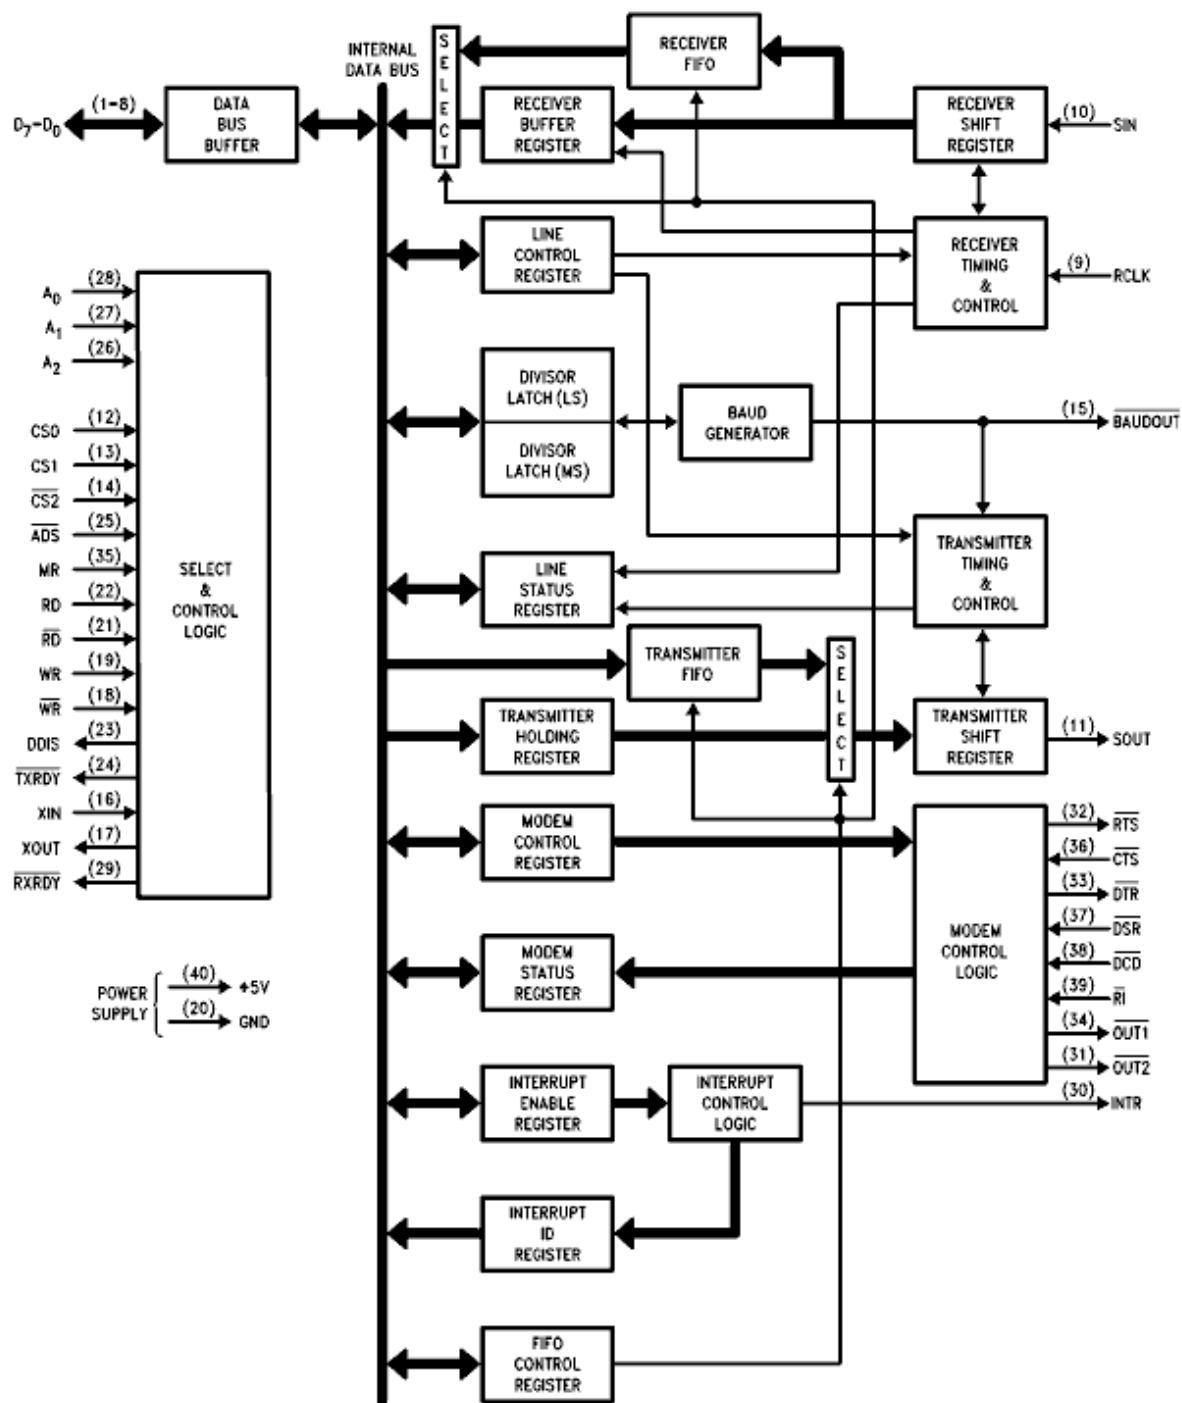 INTERNAL
DATA BUS
SELECT
RECEIVER
FIFO
D7-D0
(1-8)
DATA
BUS
BUFFER
RECEIVER
BUFFER
REGISTER
RECEIVER
SHIFT
REGISTER
(10)
SIN
LINE
CONTROL
REGISTER
RECEIVER
TIMING
&
CONTROL
(9)
RCLK
A0
(28)
A1
(27)
A2
(26)
CS0
(12)
CS1
(13)
CS2
(14)
ADS
(25)
MR
(35)
RD
(22)
RD
(21)
WR
(19)
WR
(18)
DDIS
(23)
TXRDY
(24)
XIN
(16)
XOUT
(17)
RXRDY
(29)
SELECT
&
CONTROL
LOGIC
DIVISOR
LATCH (LS)
DIVISOR
LATCH (MS)
BAUD
GENERATOR
(15)
BAUDOUT
LINE
STATUS
REGISTER
TRANSMITTER
TIMING
&
CONTROL
TRANSMITTER
FIFO
SELECT
TRANSMITTER
HOLDING
REGISTER
TRANSMITTER
SHIFT
REGISTER
(11)
SOUT
MODEM
CONTROL
REGISTER
MODEM
CONTROL
LOGIC
(32)
RTS
(36)
CTS
(33)
DTR
(37)
DSR
(38)
DCD
(39)
RI
(34)
OUT1
(31)
OUT2
MODEM
STATUS
REGISTER
POWER
SUPPLY
(40)
+5V
(20)
GND
INTERRUPT
ENABLE
REGISTER
INTERRUPT
CONTROL
LOGIC
(30)
INTR
INTERRUPT
ID
REGISTER
FIFO
CONTROL
REGISTER